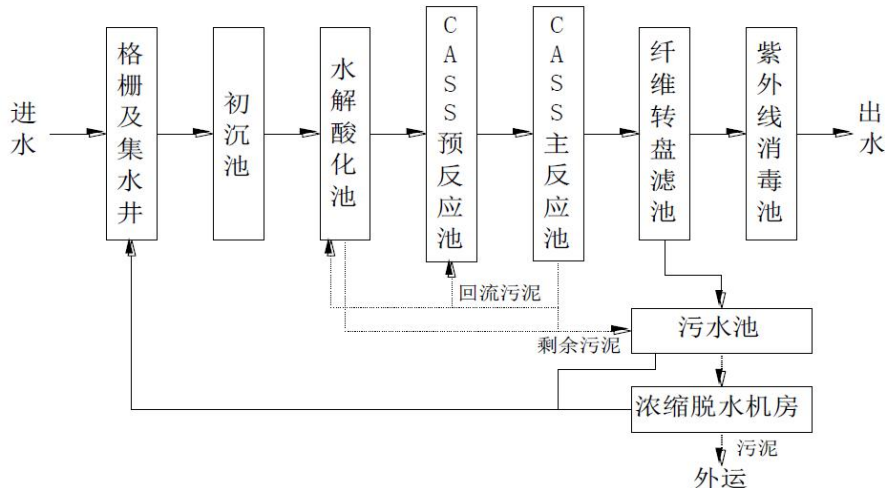 进水
格栅及集水井
初沉池
水解酸化池
CASS预反应池
CASS主反应池
纤维转盘滤池
紫外线消毒池
出水
回流污泥
剩余污泥
污水池
浓缩脱水机房
污泥
外运